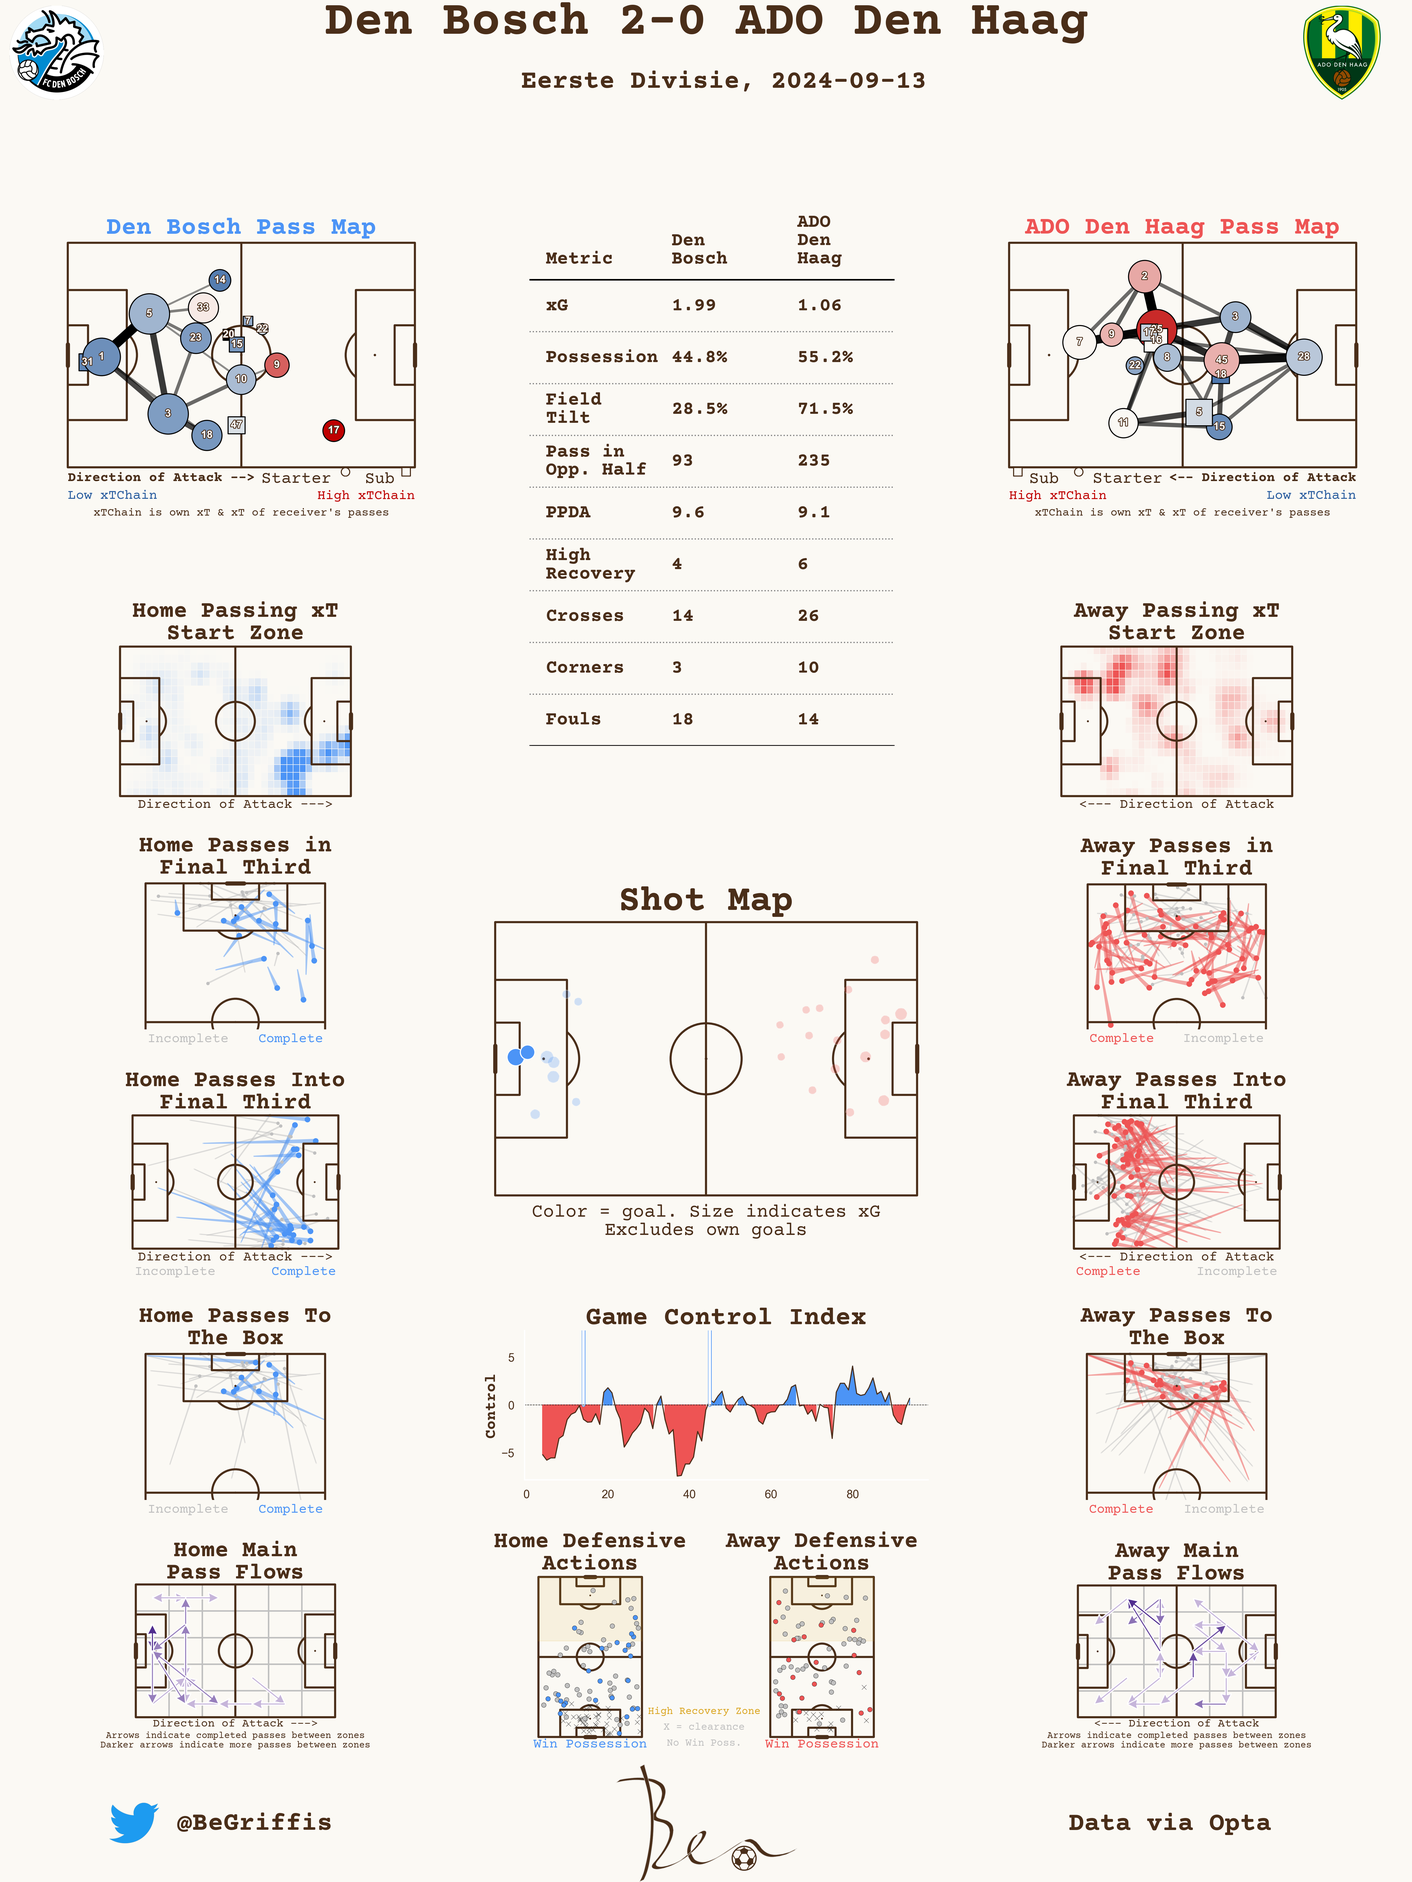 Den Bosch 2-0 ADO Den Haag
Eerste Divisie, 2024-09-13
FC DEN BOSCH
ADO DEN HAAG
1905
Den Bosch Pass Map
14
5
33
23
7
20
22
15
31
1
9
10
3
47
18
17
Direction of Attack --> Starter Sub
Low xTChain High xTChain
xTChain is own xT & xT of receiver's passes
Metric Den Bosch ADO Den Haag
xG 1.99 1.06
Possession 44.8% 55.2%
Field Tilt 28.5% 71.5%
Pass in Opp. Half 93 235
PPDA 9.6 9.1
High Recovery 4 6
Crosses 14 26
Corners 3 10
Fouls 18 14
ADO Den Haag Pass Map
2
3
9
7
16
8
45
28
22
18
11
5
15
Sub Starter <-- Direction of Attack
High xTChain Low xTChain
xTChain is own xT & xT of receiver's passes
Home Passing xT
Start Zone
Direction of Attack --->
Away Passing xT
Start Zone
<--- Direction of Attack
Home Passes in
Final Third
Incomplete Complete
Away Passes in
Final Third
Complete Incomplete
Shot Map
Color = goal. Size indicates xG
Excludes own goals
Home Passes Into
Final Third
Direction of Attack --->
Incomplete Complete
Away Passes Into
Final Third
<--- Direction of Attack
Complete Incomplete
Home Passes To
The Box
Incomplete Complete
Game Control Index
Control
5
0
−5
0 20 40 60 80
Away Passes To
The Box
Complete Incomplete
Home Main
Pass Flows
Direction of Attack --->
Arrows indicate completed passes between zones
Darker arrows indicate more passes between zones
Home Defensive
Actions
Win Possession
High Recovery Zone
X = clearance
No Win Poss.
Away Defensive
Actions
Win Possession
Away Main
Pass Flows
<--- Direction of Attack
Arrows indicate completed passes between zones
Darker arrows indicate more passes between zones
@BeGriffis
Ben
Data via Opta